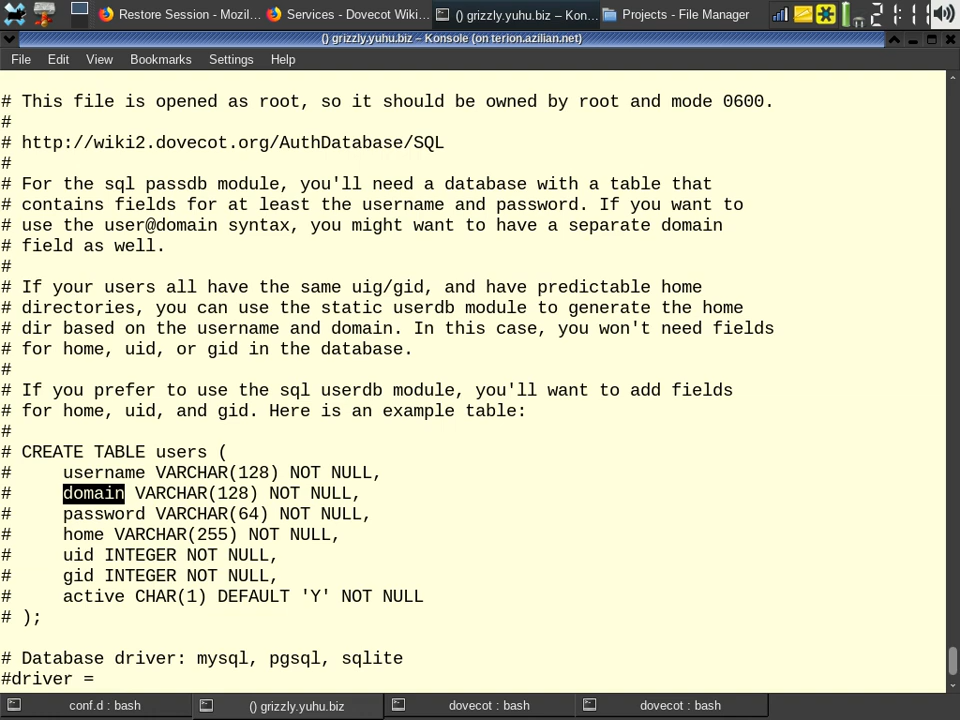 Restore Session - Mozil...
Services - Dovecot Wiki...
() grizzly.yuhu.biz – Kon...
Projects - File Manager
21:11
() grizzly.yuhu.biz – Konsole (on terion.azilian.net)
File Edit View Bookmarks Settings Help
# This file is opened as root, so it should be owned by root and mode 0600.
#
# http://wiki2.dovecot.org/AuthDatabase/SQL
#
# For the sql passdb module, you'll need a database with a table that
# contains fields for at least the username and password. If you want to
# use the user@domain syntax, you might want to have a separate domain
# field as well.
#
# If your users all have the same uig/gid, and have predictable home
# directories, you can use the static userdb module to generate the home
# dir based on the username and domain. In this case, you won't need fields
# for home, uid, or gid in the database.
#
# If you prefer to use the sql userdb module, you'll want to add fields
# for home, uid, and gid. Here is an example table:
#
# CREATE TABLE users (
#     username VARCHAR(128) NOT NULL,
#     domain VARCHAR(128) NOT NULL,
#     password VARCHAR(64) NOT NULL,
#     home VARCHAR(255) NOT NULL,
#     uid INTEGER NOT NULL,
#     gid INTEGER NOT NULL,
#     active CHAR(1) DEFAULT 'Y' NOT NULL
# );
# Database driver: mysql, pgsql, sqlite
#driver =
conf.d : bash
() grizzly.yuhu.biz
dovecot : bash
dovecot : bash